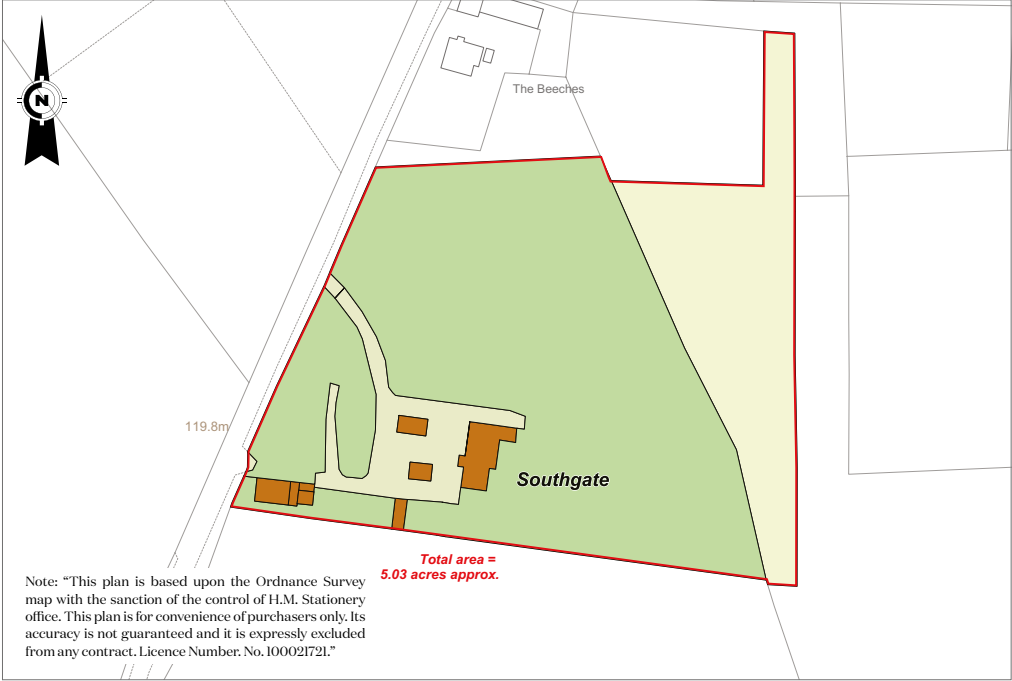 N
The Beeches
119.8m
Southgate
Total area =
5.03 acres approx.
Note: “This plan is based upon the Ordnance Survey
map with the sanction of the control of H.M. Stationery
office. This plan is for convenience of purchasers only. Its
accuracy is not guaranteed and it is expressly excluded
from any contract. Licence Number. No. 100021721.”